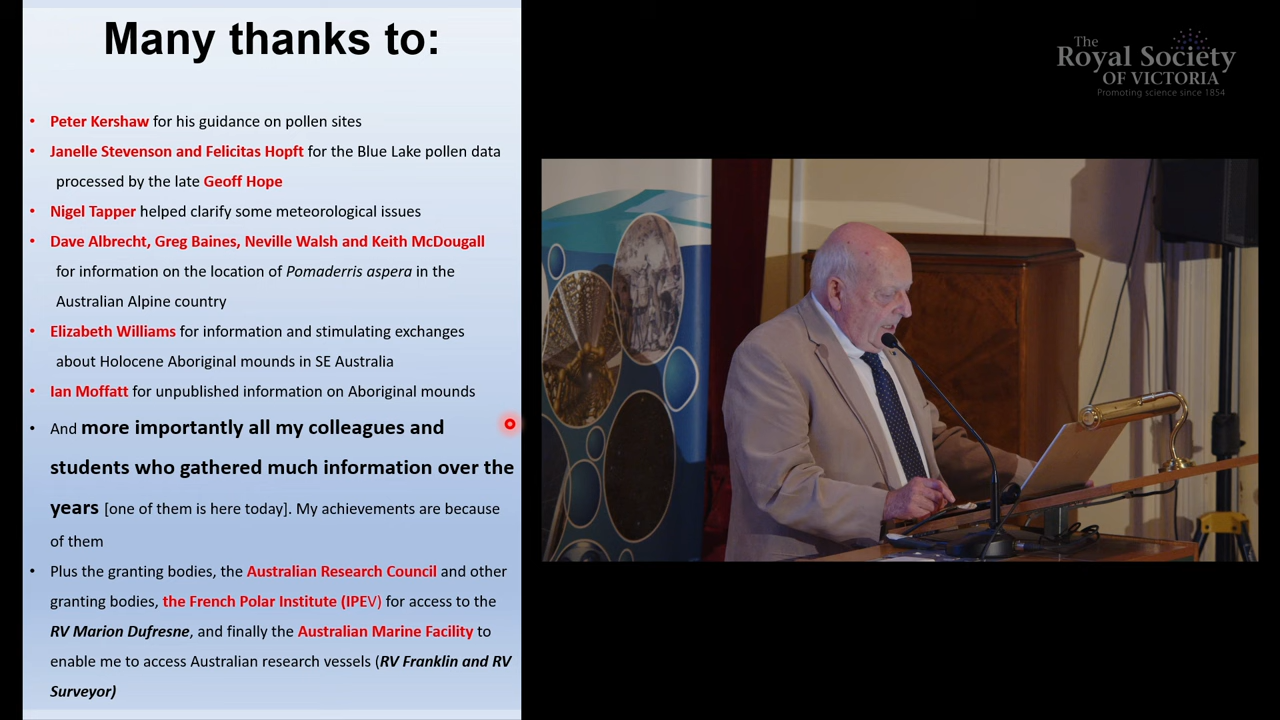 Many thanks to:
• Peter Kershaw for his guidance on pollen sites
• Janelle Stevenson and Felicitas Hopft for the Blue Lake pollen data
processed by the late Geoff Hope
• Nigel Tapper helped clarify some meteorological issues
• Dave Albrecht, Greg Baines, Neville Walsh and Keith McDougall
for information on the location of Pomaderris aspera in the
Australian Alpine country
• Elizabeth Williams for information and stimulating exchanges
about Holocene Aboriginal mounds in SE Australia
• Ian Moffatt for unpublished information on Aboriginal mounds
• And more importantly all my colleagues and
students who gathered much information over the
years [one of them is here today]. My achievements are because
of them
• Plus the granting bodies, the Australian Research Council and other
granting bodies, the French Polar Institute (IPEV) for access to the
RV Marion Dufresne, and finally the Australian Marine Facility to
enable me to access Australian research vessels (RV Franklin and RV
Surveyor)
The
Royal Society
OF VICTORIA
Promoting science since 1854